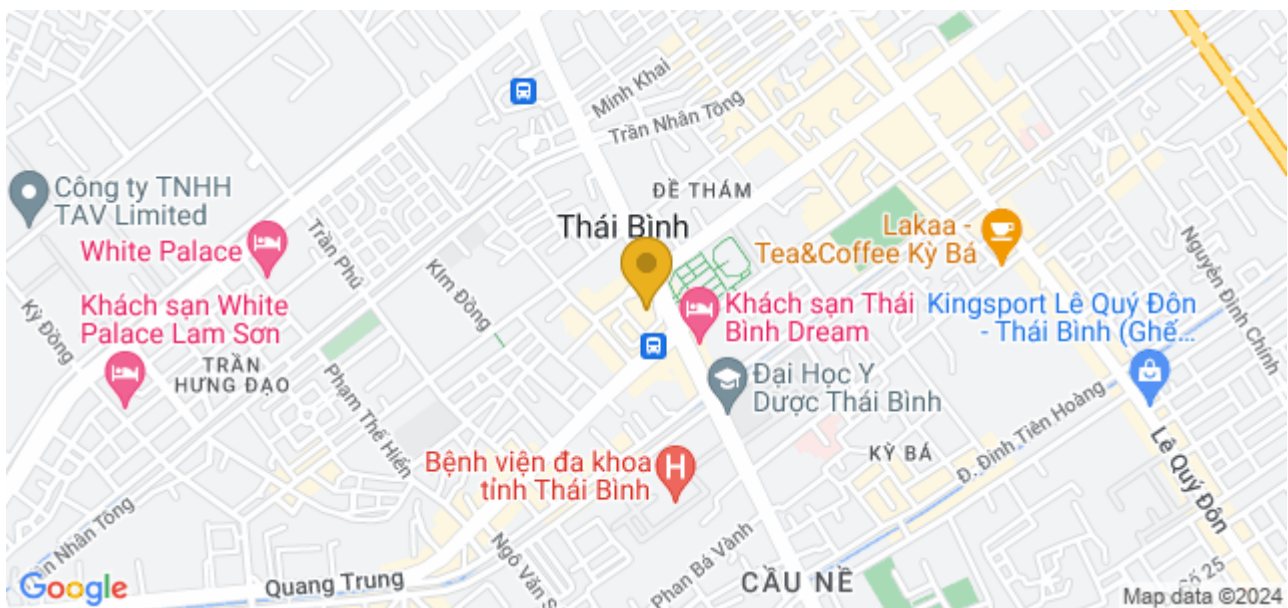 Minh Khai
Trần Nhân Tông
ĐỀ THÁM
Công ty TNHH
TAV Limited
Trần Phú
White Palace
Thái Bình
Lakaa -
Tea&Coffee Kỳ Bá
Nguyễn Đình Chính
Kim Đồng
Kỳ Đồng
Khách sạn White
Palace Lam Sơn
Khách sạn Thái
Bình Dream
Kingsport Lê Quý Đôn
- Thái Bình (Ghế...
TRẦN
HƯNG ĐẠO
Phạm Thế Hiển
Đại Học Y
Dược Thái Bình
Đ. Đinh Tiên Hoàng
Lê Quý Đôn
KỲ BÁ
Bệnh viện đa khoa
tỉnh Thái Bình
H
Nhân Tông
Ngô Văn S
Phan Bá Vành
CẦU NỀ
Quang Trung
Số 25
Google
Map data ©2024